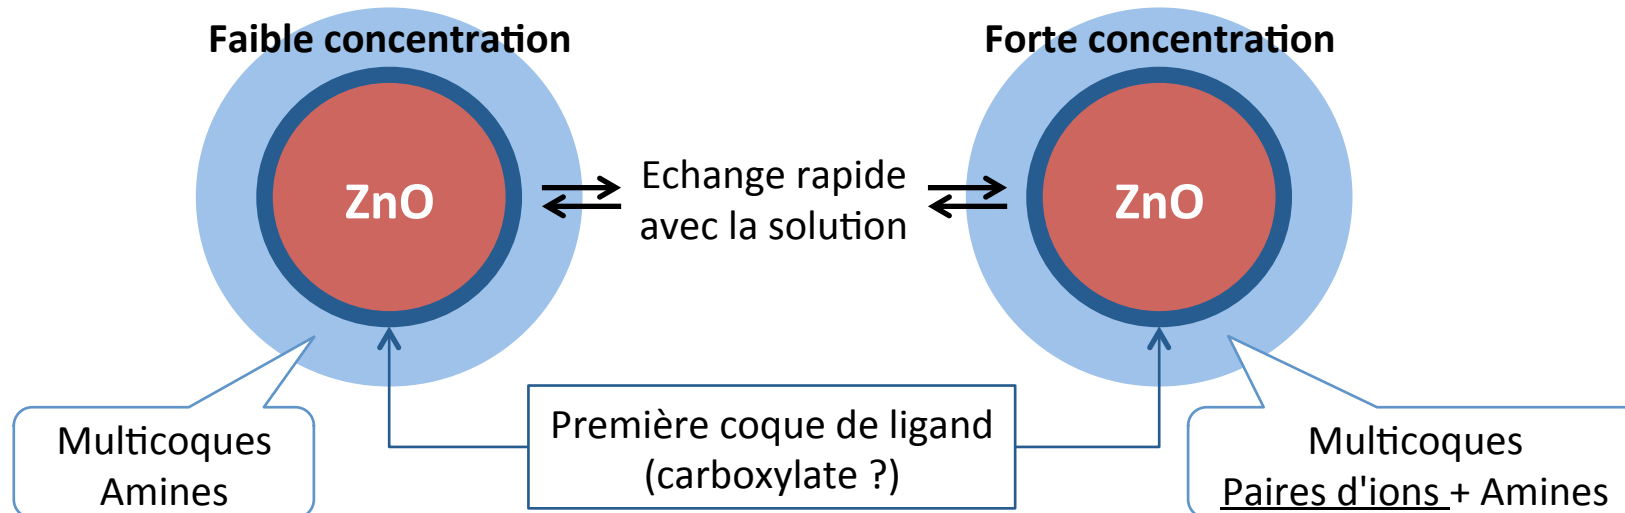 Faible concentration
Forte concentration
ZnO
Echange rapide
avec la solution
ZnO
Multicoques
Amines
Première coque de ligand
(carboxylate ?)
Multicoques
Paires d'ions + Amines